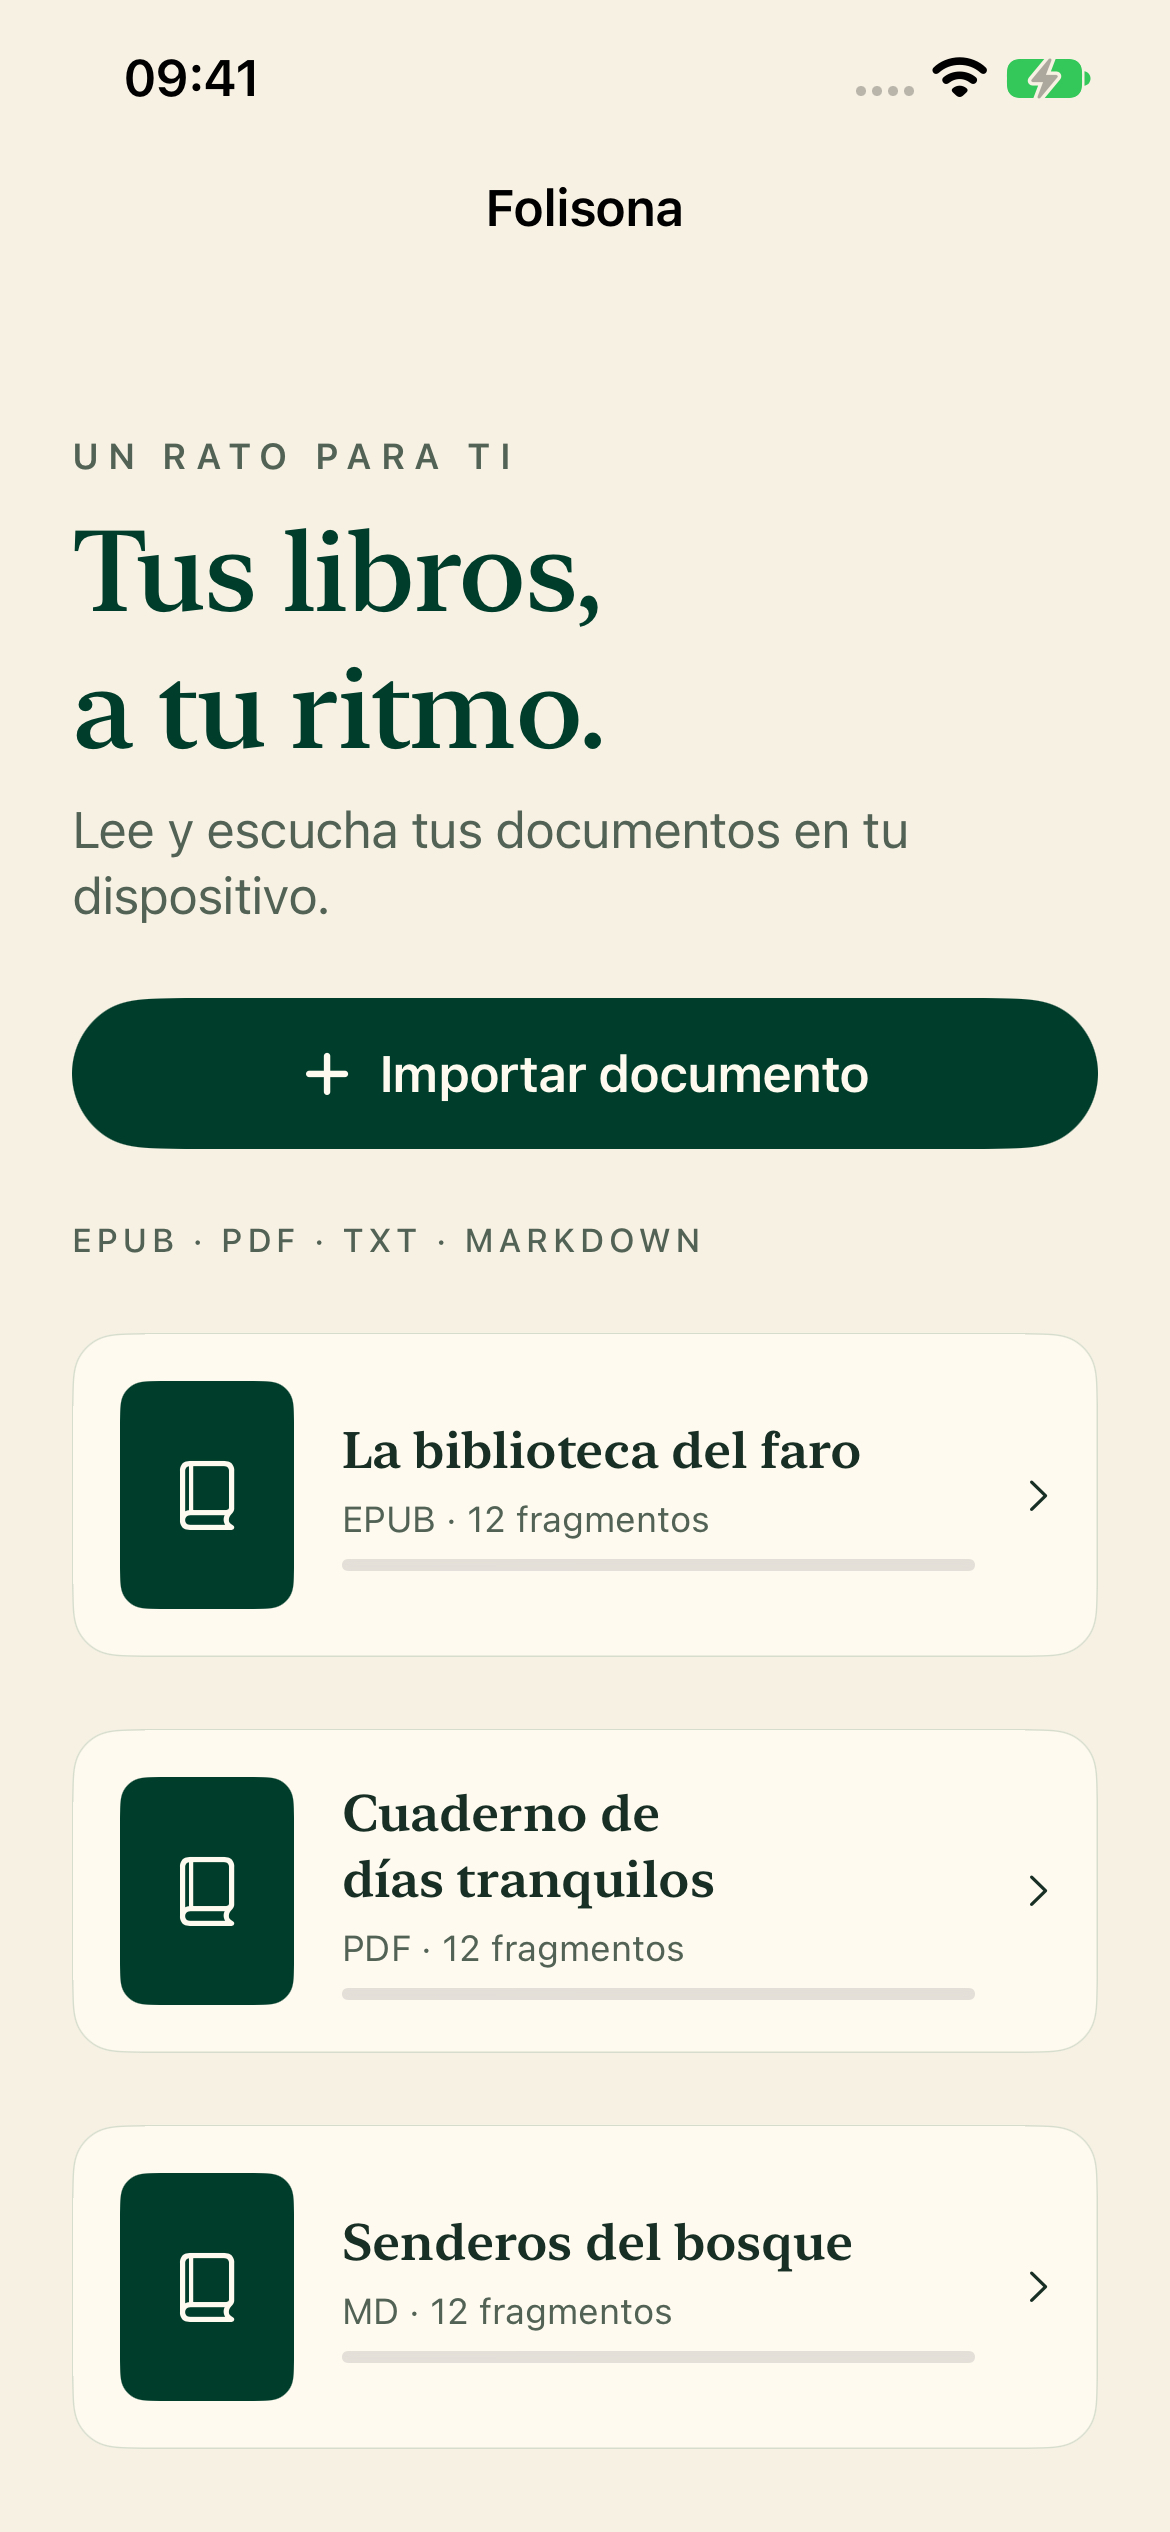 09:41
Folisona
UN RATO PARA TI
Tus libros,
a tu ritmo.
Lee y escucha tus documentos en tu
dispositivo.
+ Importar documento
EPUB · PDF · TXT · MARKDOWN
La biblioteca del faro
EPUB · 12 fragmentos
Cuaderno de
días tranquilos
PDF · 12 fragmentos
Senderos del bosque
MD · 12 fragmentos